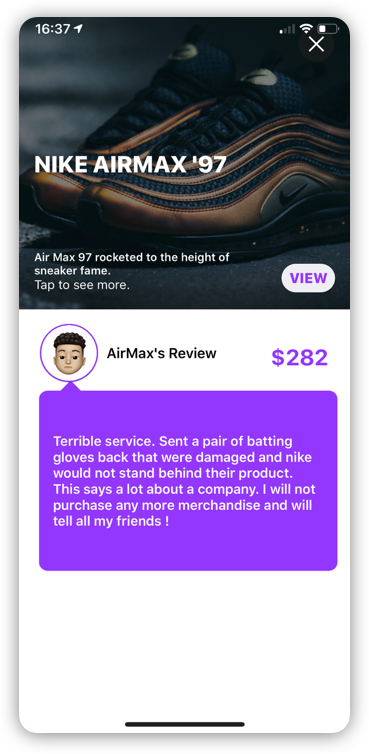 16:37
NIKE AIRMAX '97
Air Max 97 rocketed to the height of
sneaker fame.
Tap to see more.
VIEW
AirMax's Review
$282
Terrible service. Sent a pair of batting
gloves back that were damaged and nike
would not stand behind their product.
This says a lot about a company. I will not
purchase any more merchandise and will
tell all my friends !